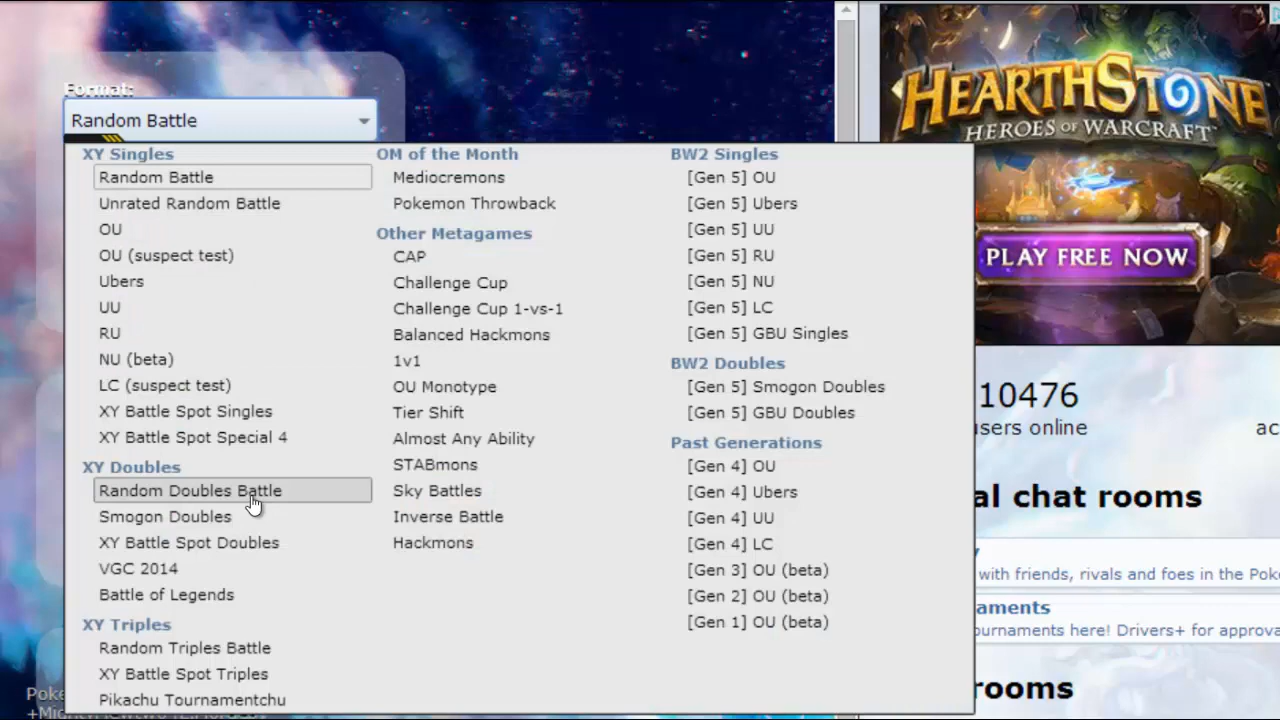 Format:
Random Battle
XY Singles
Random Battle
Unrated Random Battle
OU
OU (suspect test)
Ubers
UU
RU
NU (beta)
LC (suspect test)
XY Battle Spot Singles
XY Battle Spot Special 4
XY Doubles
Random Doubles Battle
Smogon Doubles
XY Battle Spot Doubles
VGC 2014
Battle of Legends
XY Triples
Random Triples Battle
XY Battle Spot Triples
Pikachu Tournamentchu
OM of the Month
Mediocremons
Pokemon Throwback
Other Metagames
CAP
Challenge Cup
Challenge Cup 1-vs-1
Balanced Hackmons
1v1
OU Monotype
Tier Shift
Almost Any Ability
STABmons
Sky Battles
Inverse Battle
Hackmons
BW2 Singles
[Gen 5] OU
[Gen 5] Ubers
[Gen 5] UU
[Gen 5] RU
[Gen 5] NU
[Gen 5] LC
[Gen 5] GBU Singles
BW2 Doubles
[Gen 5] Smogon Doubles
[Gen 5] GBU Doubles
Past Generations
[Gen 4] OU
[Gen 4] Ubers
[Gen 4] UU
[Gen 4] LC
[Gen 3] OU (beta)
[Gen 2] OU (beta)
[Gen 1] OU (beta)
HEARTHSTONE
HEROES OF WARCRAFT
PLAY FREE NOW
10476
users online
ac
al chat rooms
with friends, rivals and foes in the Poke
aments
ournaments here! Drivers+ for approva
rooms
Poke